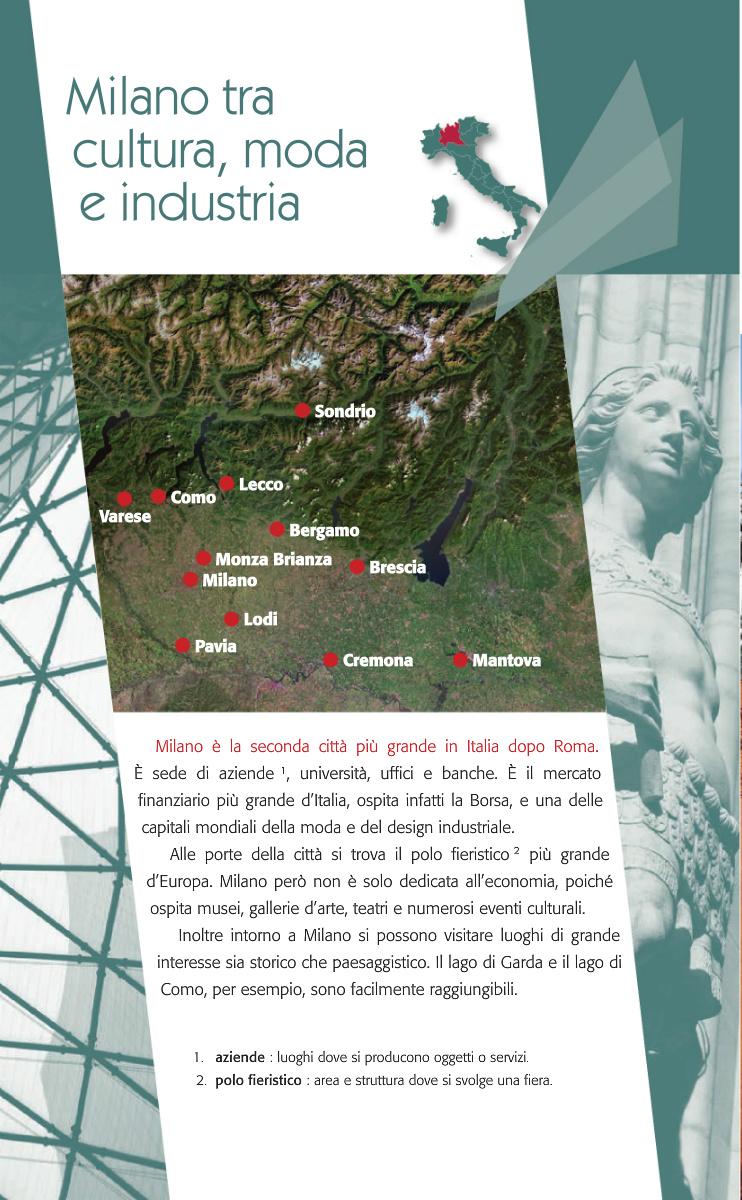 Milano tra
cultura, moda
e industria
Sondrio
Lecco
Como
Varese
Bergamo
Monza Brianza
Brescia
Milano
Lodi
Pavia
Cremona
Mantova
Milano è la seconda città più grande in Italia dopo Roma.
È sede di aziende ¹, università, uffici e banche. È il mercato
finanziario più grande d’Italia, ospita infatti la Borsa, e una delle
capitali mondiali della moda e del design industriale.
Alle porte della città si trova il polo fieristico ² più grande
d’Europa. Milano però non è solo dedicata all’economia, poiché
ospita musei, gallerie d’arte, teatri e numerosi eventi culturali.
Inoltre intorno a Milano si possono visitare luoghi di grande
interesse sia storico che paesaggistico. Il lago di Garda e il lago di
Como, per esempio, sono facilmente raggiungibili.
1. aziende : luoghi dove si producono oggetti o servizi.
2. polo fieristico : area e struttura dove si svolge una fiera.